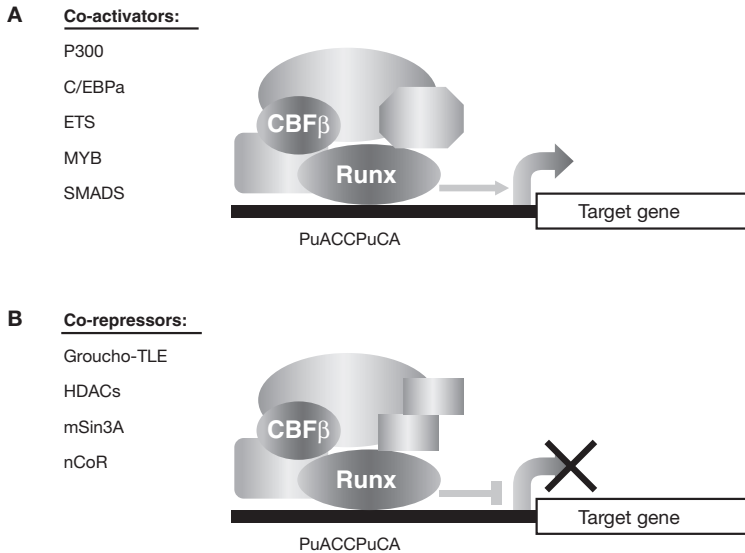 A
Co-activators:
P300
C/EBPa
ETS
MYB
SMADS
CBFβ
Runx
Target gene
PuACCPuCA
B
Co-repressors:
Groucho-TLE
HDACs
mSin3A
nCoR
CBFβ
Runx
Target gene
PuACCPuCA